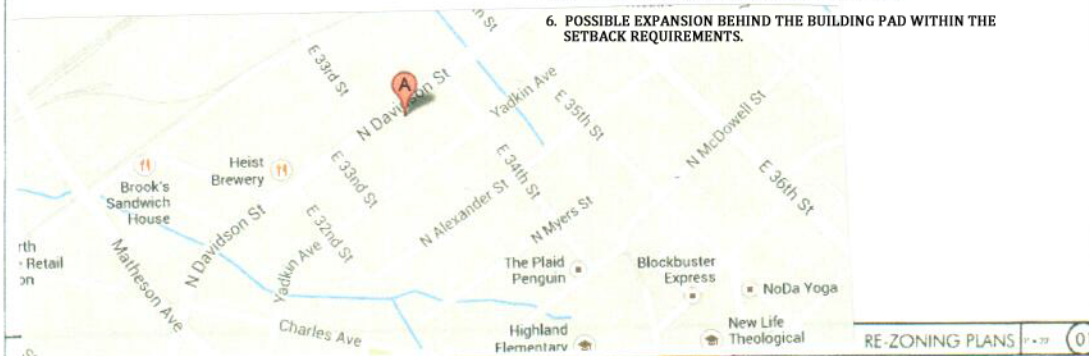 6. POSSIBLE EXPANSION BEHIND THE BUILDING PAD WITHIN THE
SETBACK REQUIREMENTS.
E 33rd St
A
N Davidson St
Yadkin Ave
E 35th St
N McDowell St
E 36th St
Heist
Brewery
Brook's
Sandwich
House
E 33nd St
E 34th St
N Alexander St
N Myers St
N Davidson St
E 32nd St
Yadkin Ave
Matheson Ave
Retail
The Plaid
Penguin
Blockbuster
Express
NoDa Yoga
Charles Ave
Highland
Elementary
New Life
Theological
RE-ZONING PLANS